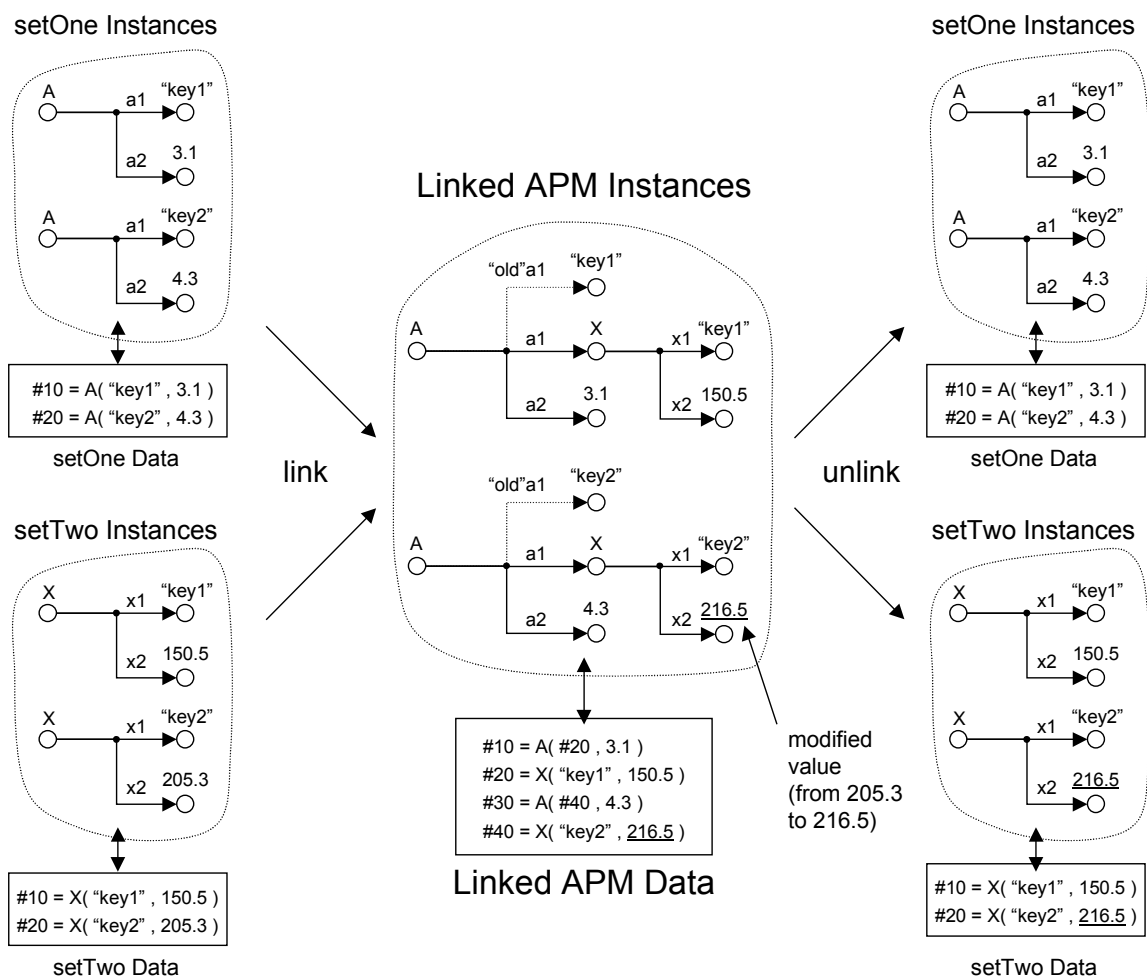 setOne Instances
A
a1
“key1”
a2
3.1
A
a1
“key2”
a2
4.3
#10 = A( “key1” , 3.1 )
#20 = A( “key2” , 4.3 )
setOne Data
setTwo Instances
X
x1
“key1”
x2
150.5
X
x1
“key2”
x2
205.3
#10 = X( “key1” , 150.5 )
#20 = X( “key2” , 205.3 )
setTwo Data
link
Linked APM Instances
“old”a1
“key1”
A
a1
X
x1
“key1”
a2
3.1
x2
150.5
“old”a1
“key2”
A
a1
X
x1
“key2”
a2
4.3
x2
216.5
#10 = A( #20 , 3.1 )
#20 = X( “key1” , 150.5 )
#30 = A( #40 , 4.3 )
#40 = X( “key2” , 216.5 )
Linked APM Data
modified
value
(from 205.3
to 216.5)
unlink
setOne Instances
A
a1
“key1”
a2
3.1
A
a1
“key2”
a2
4.3
#10 = A( “key1” , 3.1 )
#20 = A( “key2” , 4.3 )
setOne Data
setTwo Instances
X
x1
“key1”
x2
150.5
X
x1
“key2”
x2
216.5
#10 = X( “key1” , 150.5 )
#20 = X( “key2” , 216.5 )
setTwo Data